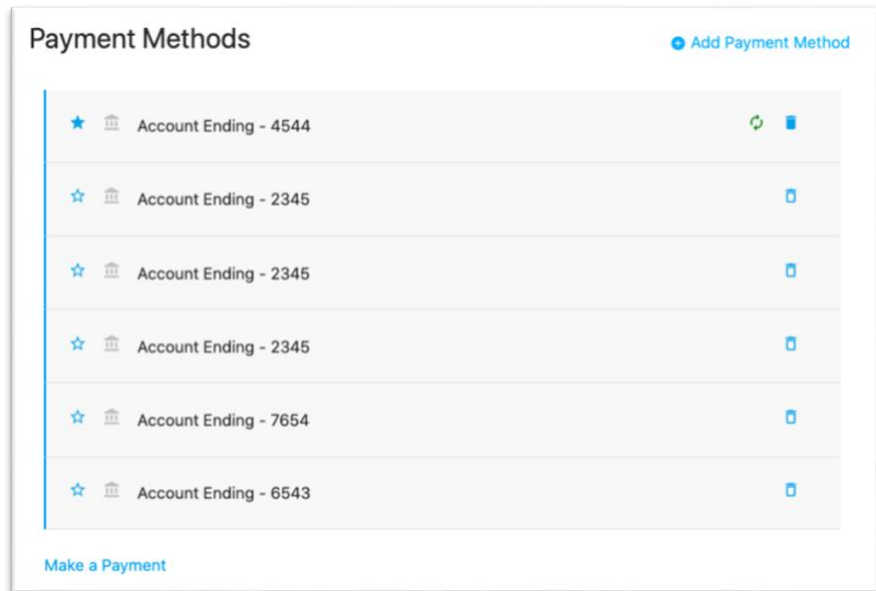 Payment Methods
Add Payment Method
Account Ending - 4544
Account Ending - 2345
Account Ending - 2345
Account Ending - 2345
Account Ending - 7654
Account Ending - 6543
Make a Payment